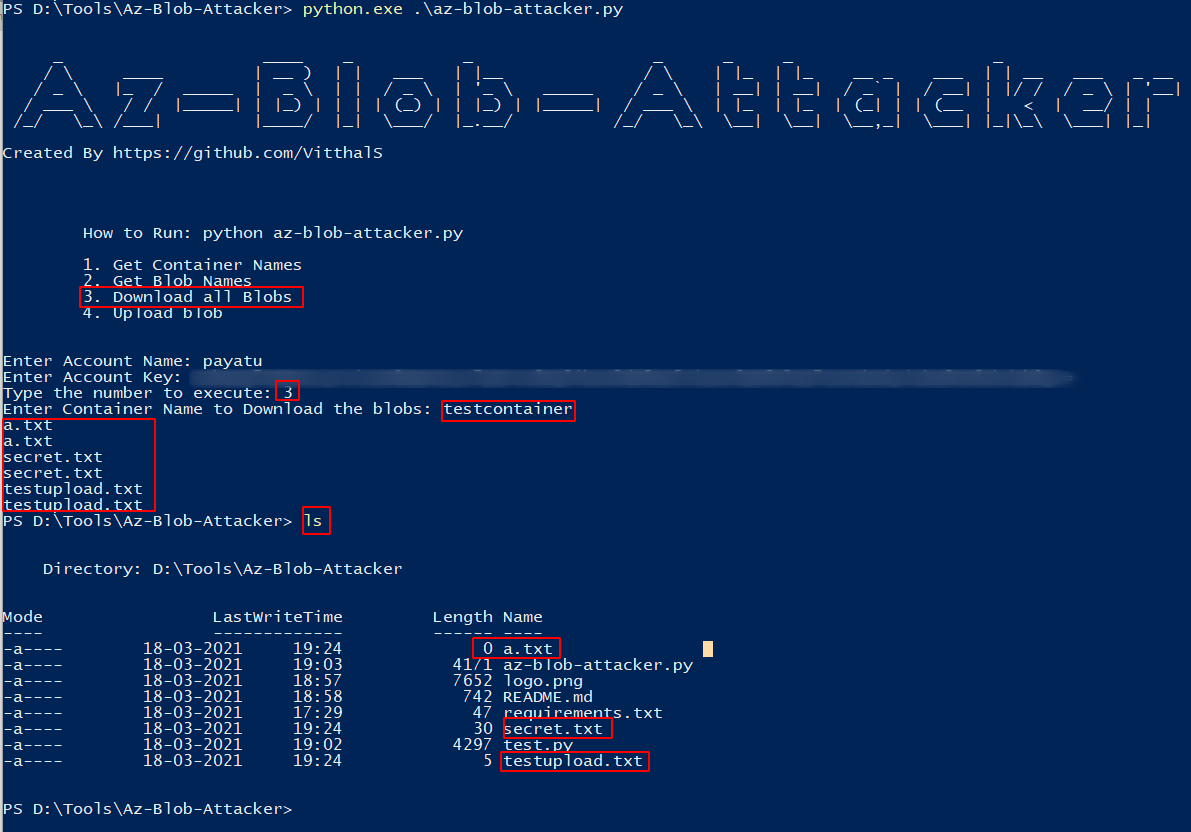 PS D:\Tools\Az-Blob-Attacker> python.exe .\az-blob-attacker.py
Az-Blob-Attacker
Created By https://github.com/VitthalS
How to Run: python az-blob-attacker.py
1. Get Container Names
2. Get Blob Names
3. Download all Blobs
4. Upload blob
Enter Account Name: payatu
Enter Account Key:
Type the number to execute: 3
Enter Container Name to Download the blobs: testcontainer
a.txt
a.txt
secret.txt
secret.txt
testupload.txt
testupload.txt
PS D:\Tools\Az-Blob-Attacker> ls
Directory: D:\Tools\Az-Blob-Attacker
Mode LastWriteTime Length Name
---- ------------- ------ ----
-a---- 18-03-2021 19:24 0 a.txt
-a---- 18-03-2021 19:03 4171 az-blob-attacker.py
-a---- 18-03-2021 18:57 7652 logo.png
-a---- 18-03-2021 18:58 742 README.md
-a---- 18-03-2021 17:29 47 requirements.txt
-a---- 18-03-2021 19:24 30 secret.txt
-a---- 18-03-2021 19:02 4297 test.py
-a---- 18-03-2021 19:24 5 testupload.txt
PS D:\Tools\Az-Blob-Attacker>